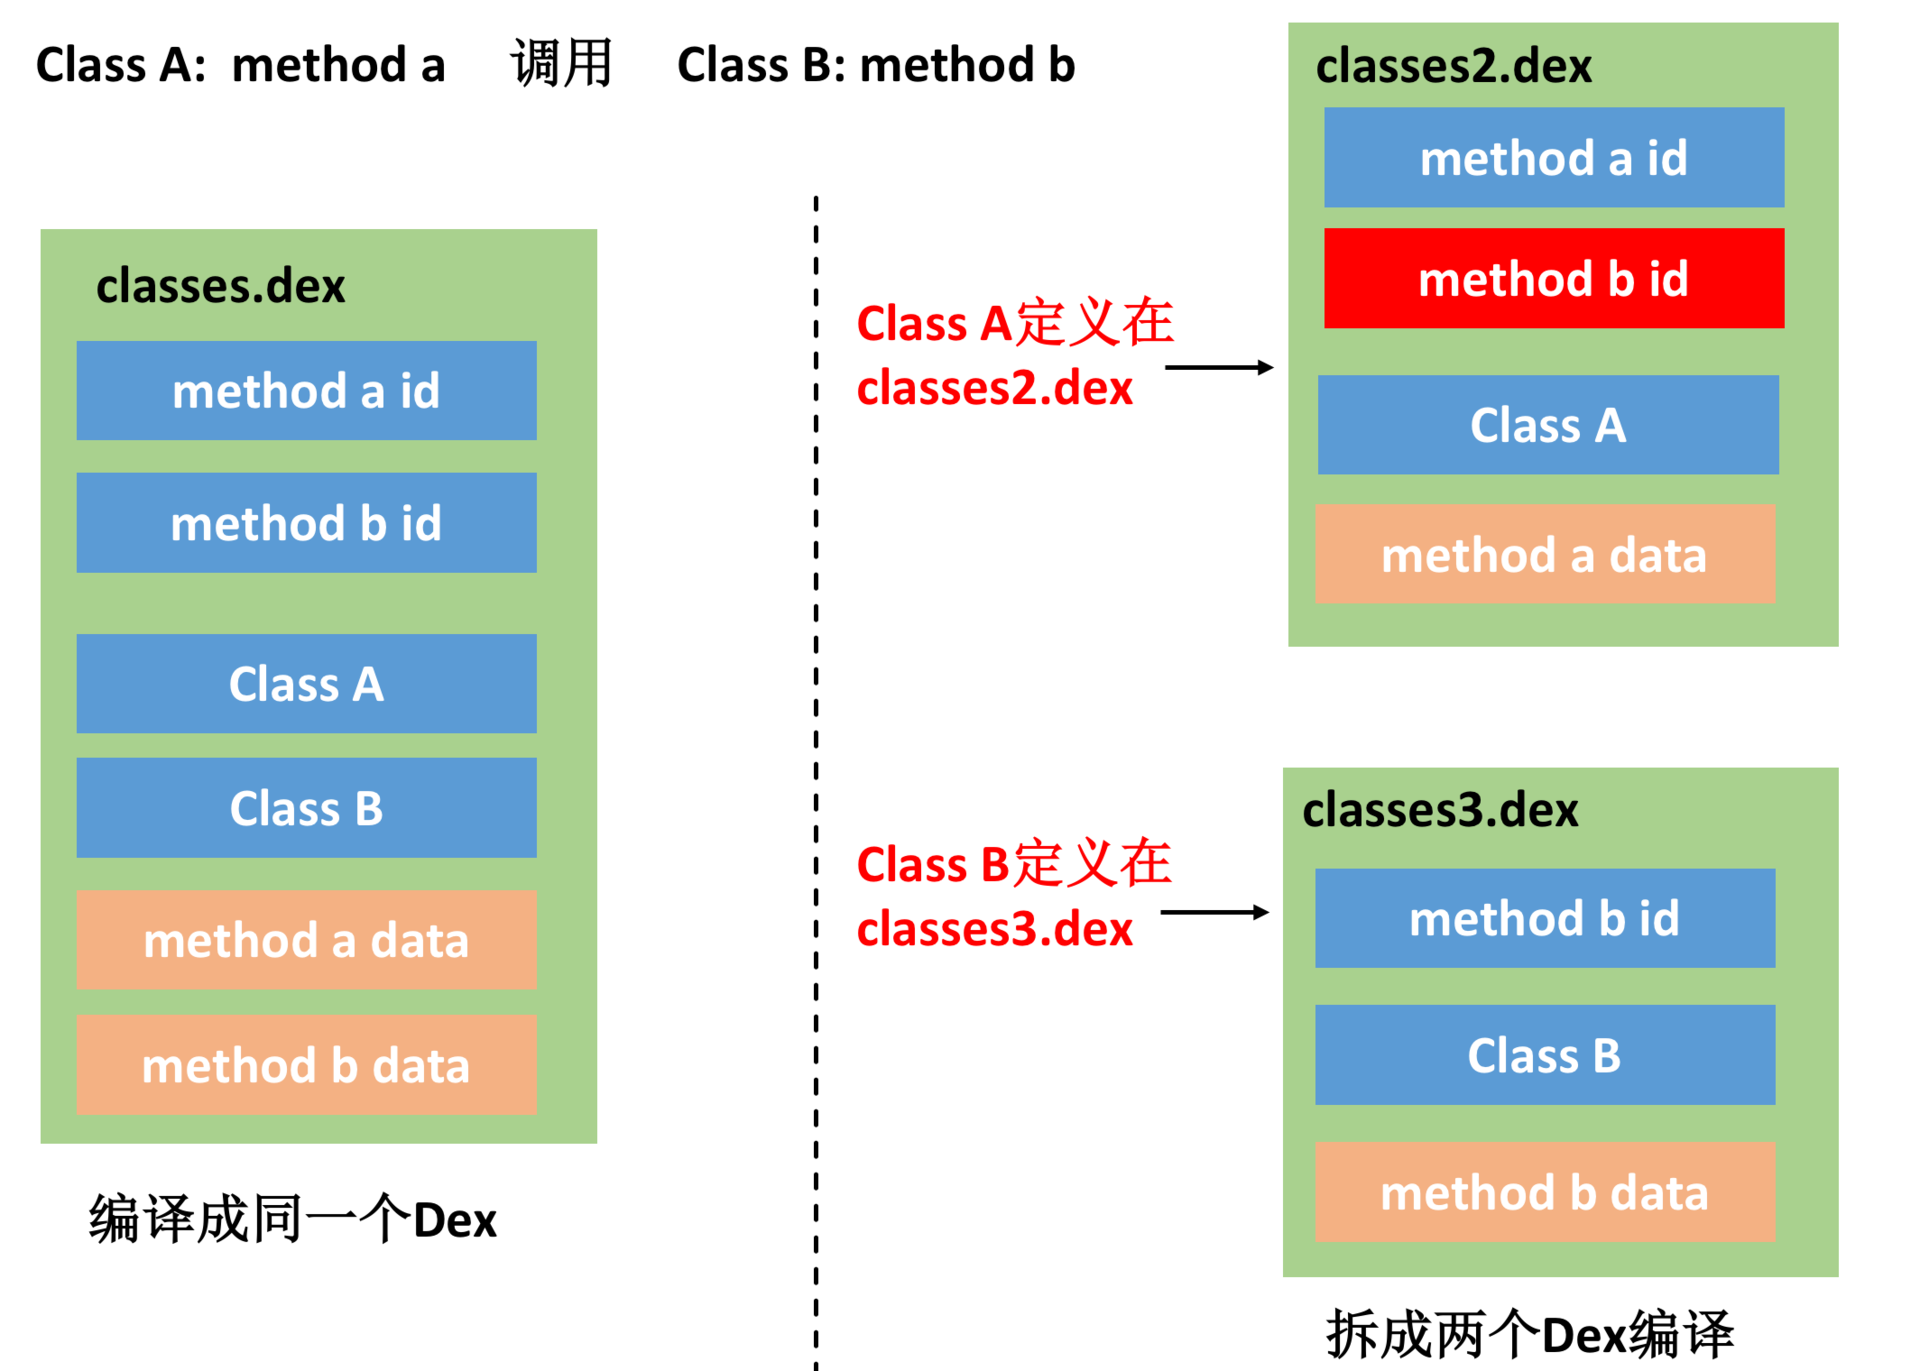 Class A: method a 调用 Class B: method b
classes.dex
method a id
method b id
Class A
Class B
method a data
method b data
编译成同一个Dex
Class A定义在
classes2.dex
classes2.dex
method a id
method b id
Class A
method a data
Class B定义在
classes3.dex
classes3.dex
method b id
Class B
method b data
拆成两个Dex编译